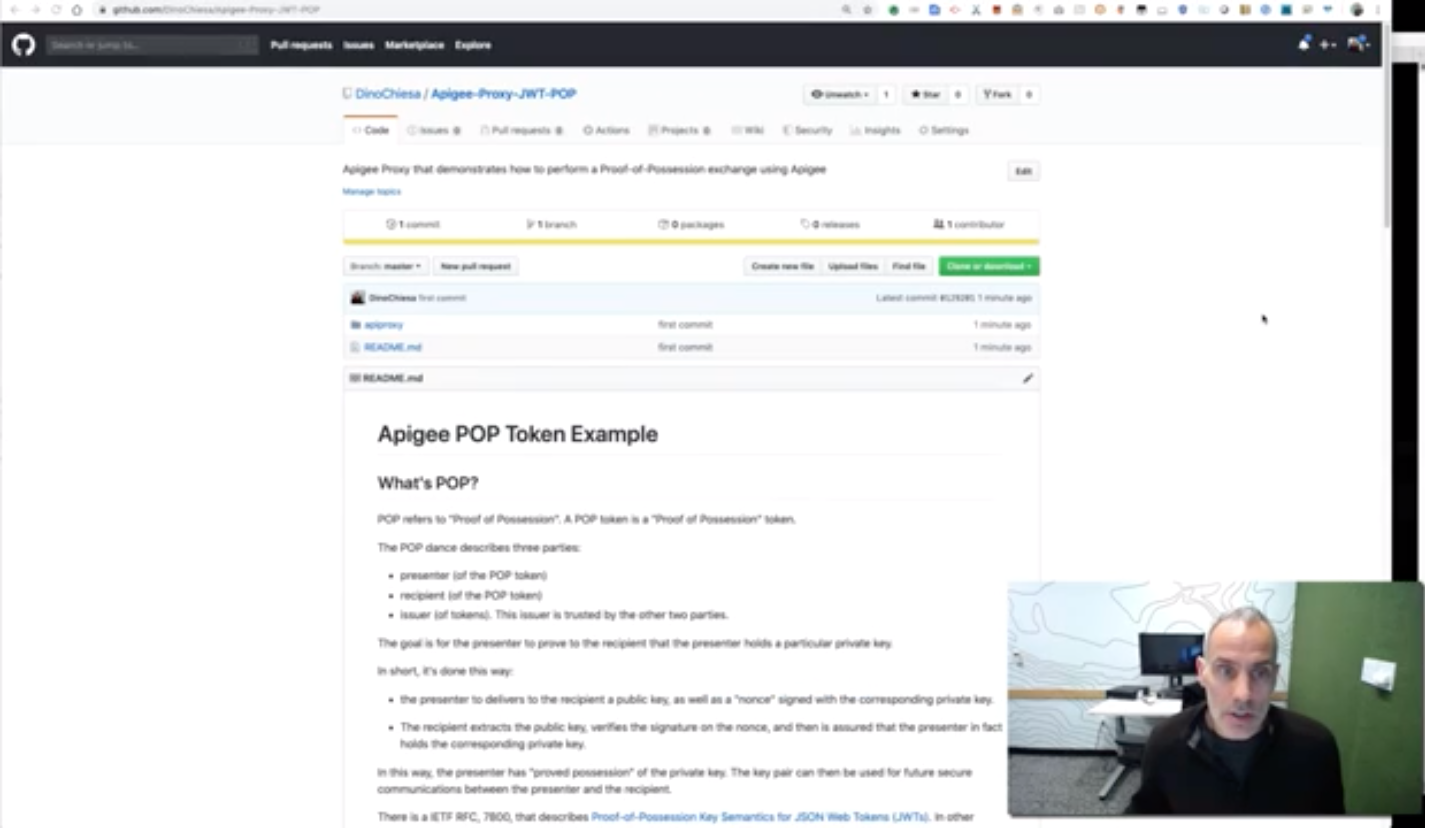 github.com/DinoChiesa/Apigee-Proxy-JWT-POP
Search or jump to...
Pull requests Issues Marketplace Explore
DinoChiesa / Apigee-Proxy-JWT-POP
Unwatch 1 Star 0 Fork 0
Code Issues 0 Pull requests 0 Actions Projects 0 Wiki Security Insights Settings
Apigee Proxy that demonstrates how to perform a Proof-of-Possession exchange using Apigee
Edit
Manage topics
1 commit 1 branch 0 packages 0 releases 1 contributor
Branch: master New pull request Create new file Upload files Find file Clone or download
DinoChiesa first commit Latest commit 1 minute ago
apiproxy first commit 1 minute ago
README.md first commit 1 minute ago
README.md
Apigee POP Token Example
What's POP?
POP refers to "Proof of Possession". A POP token is a "Proof of Possession" token.
The POP dance describes three parties:
• presenter (of the POP token)
• recipient (of the POP token)
• issuer (of tokens). This issuer is trusted by the other two parties.
The goal is for the presenter to prove to the recipient that the presenter holds a particular private key.
In short, it's done this way:
• the presenter to delivers to the recipient a public key, as well as a "nonce" signed with the corresponding private key.
• The recipient extracts the public key, verifies the signature on the nonce, and then is assured that the presenter in fact
holds the corresponding private key.
In this way, the presenter has "proved possession" of the private key. The key pair can then be used for future secure
communications between the presenter and the recipient.
There is a IETF RFC, 7800, that describes Proof-of-Possession Key Semantics for JSON Web Tokens (JWTs). In other